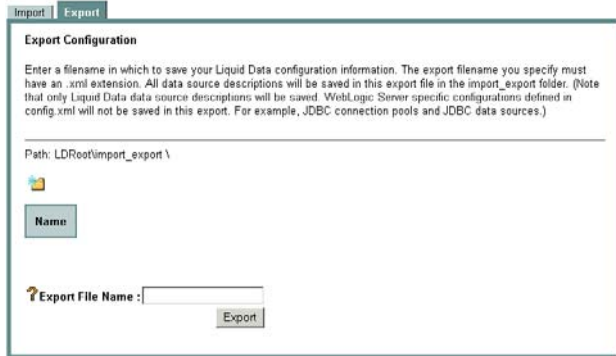 Import Export
Export Configuration
Enter a filename in which to save your Liquid Data configuration information. The export filename you specify must
have an .xml extension. All data source descriptions will be saved in this export file in the import_export folder. (Note
that only Liquid Data data source descriptions will be saved. WebLogic Server specific configurations defined in
config.xml will not be saved in this export. For example, JDBC connection pools and JDBC data sources.)
Path: LDRoot\import_export \
Name
?Export File Name :
Export